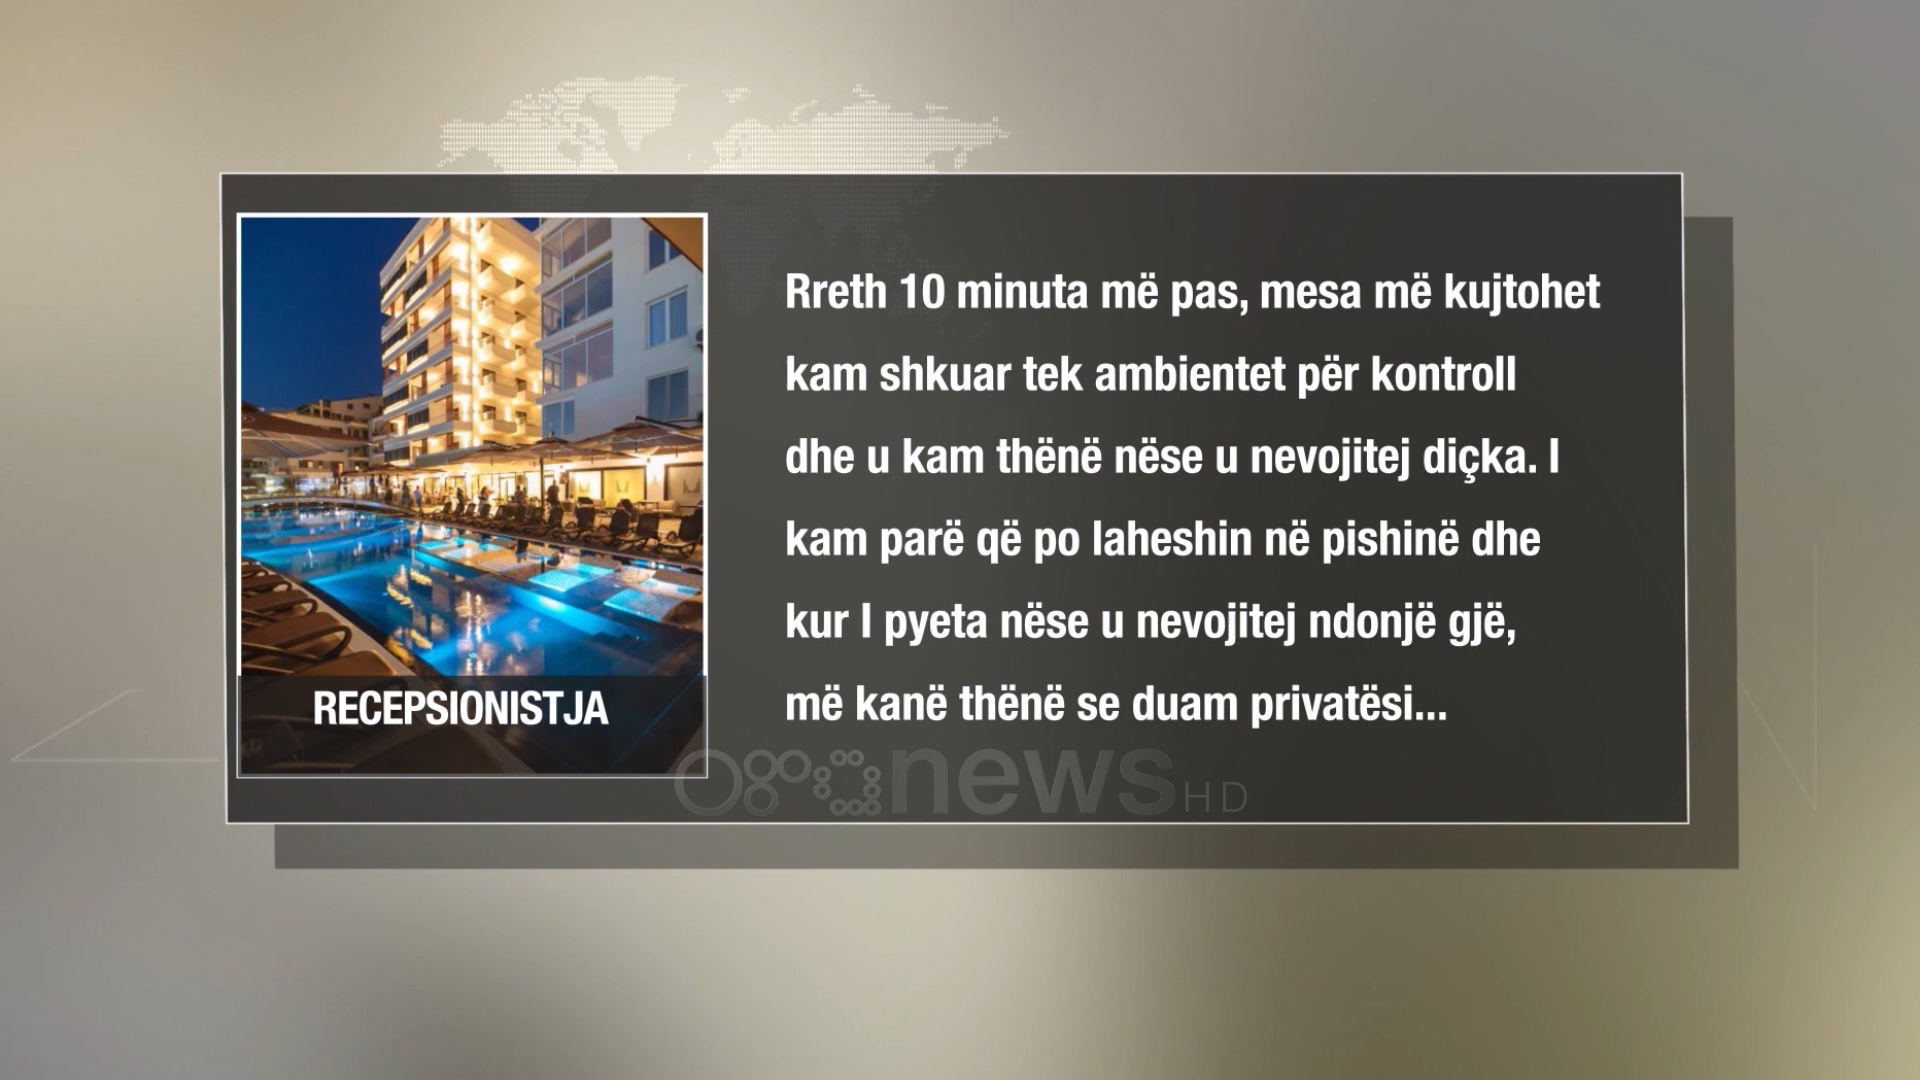 Rreth 10 minuta më pas, mesa më kujtohet
kam shkuar tek ambientet për kontroll
dhe u kam thënë nëse u nevojitej diçka. I
kam parë që po laheshin në pishinë dhe
kur I pyeta nëse u nevojitej ndonjë gjë,
më kanë thënë se duam privatësi...
RECEPSIONISTJA
news HD